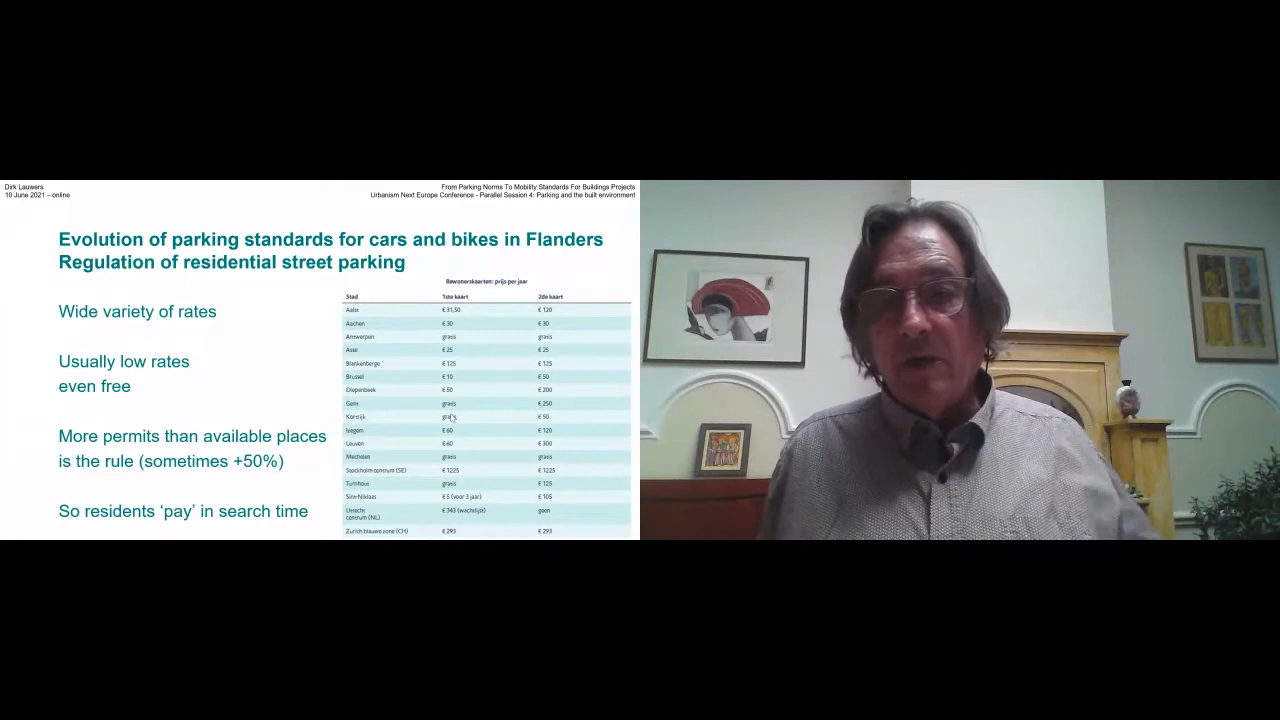 Dirk Lauwers
10 June 2021 – online
From Parking Norms To Mobility Standards For Buildings Projects
Urbanism Next Europe Conference - Parallel Session 4: Parking and the built environment
Evolution of parking standards for cars and bikes in Flanders
Regulation of residential street parking
Wide variety of rates
Usually low rates
even free
More permits than available places
is the rule (sometimes +50%)
So residents ‘pay’ in search time
Bewonerskaarten: prijs per jaar
Stad 1ste kaart 2de kaart
Aalst € 31,50 € 120
Aachen € 30 € 30
Antwerpen gratis gratis
Asse € 25 € 25
Blankenberge € 125 € 125
Brussel € 10 € 50
Diepenbeek € 50 € 200
Gent gratis € 250
Kortrijk gratis € 50
Izegem € 60 € 120
Leuven € 60 € 300
Mechelen gratis gratis
Stockholm centrum (SE) € 1225 € 1225
Turnhout gratis € 125
Sint-Niklaas € 5 (voor 3 jaar) € 105
Utrecht € 343 (wachtlijst) geen
centrum (NL)
Zurich blauwe zone (CH) € 293 € 293